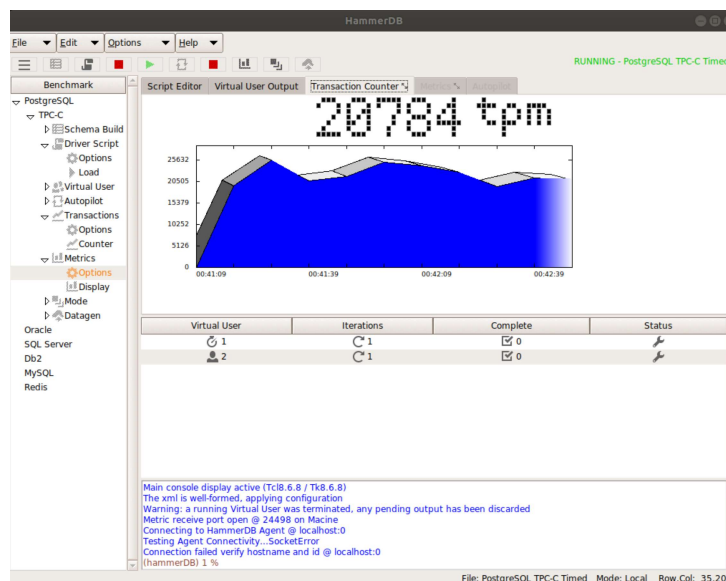 HammerDB
File Edit Options Help
RUNNING - PostgreSQL TPC-C Timed
Benchmark
Script Editor Virtual User Output Transaction Counter Metrics Autopilot
PostgreSQL
TPC-C
Schema Build
Driver Script
Options
Load
Virtual User
Autopilot
Transactions
Options
Counter
Metrics
Options
Display
Mode
Datagen
Oracle
SQL Server
Db2
MySQL
Redis
20784 tpm
25632
20505
15379
10252
5126
0
00:41:09 00:41:39 00:42:09 00:42:39
Virtual User Iterations Complete Status
1 1 0
2 1 0
Main console display active (Tcl8.6.8 / Tk8.6.8)
The xml is well-formed, applying configuration
Warning: a running Virtual User was terminated, any pending output has been discarded
Metric receive port open @ 24498 on Macine
Connecting to HammerDB Agent @ localhost:0
Testing Agent Connectivity...SocketError
Connection failed verify hostname and id @ localhost:0
(hammerDB) 1 %
File: PostgreSQL TPC-C Timed Mode: Local Row,Col: 35,20